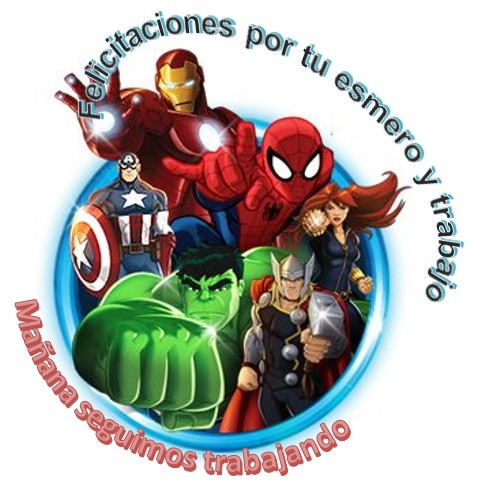 Felicitaciones por tu esmero y trabajo
Mañana seguimos trabajando